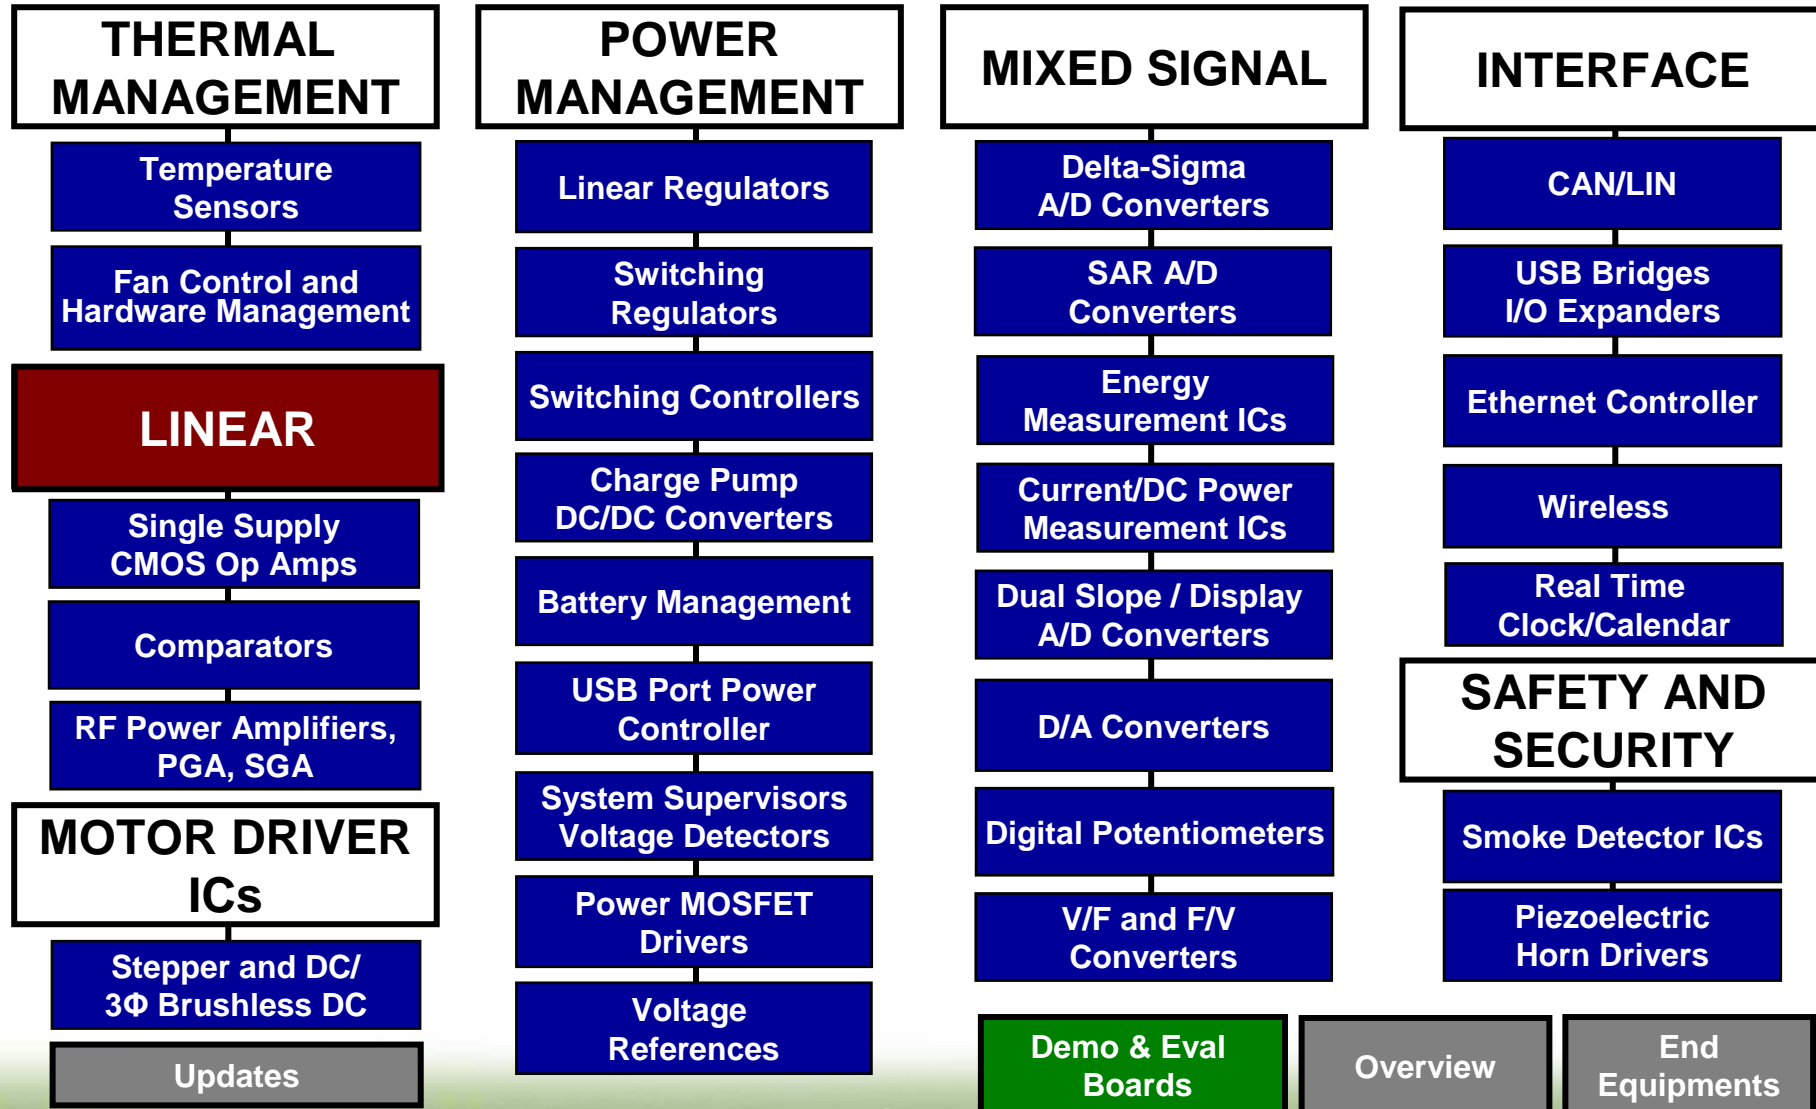 THERMAL
MANAGEMENT
Temperature
Sensors
Fan Control and
Hardware Management
LINEAR
Single Supply
CMOS Op Amps
Comparators
RF Power Amplifiers,
PGA, SGA
MOTOR DRIVER
ICs
Stepper and DC/
3Φ Brushless DC
Updates
POWER
MANAGEMENT
Linear Regulators
Switching
Regulators
Switching Controllers
Charge Pump
DC/DC Converters
Battery Management
USB Port Power
Controller
System Supervisors
Voltage Detectors
Power MOSFET
Drivers
Voltage
References
MIXED SIGNAL
Delta-Sigma
A/D Converters
SAR A/D
Converters
Energy
Measurement ICs
Current/DC Power
Measurement ICs
Dual Slope / Display
A/D Converters
D/A Converters
Digital Potentiometers
V/F and F/V
Converters
INTERFACE
CAN/LIN
USB Bridges
I/O Expanders
Ethernet Controller
Wireless
Real Time
Clock/Calendar
SAFETY AND
SECURITY
Smoke Detector ICs
Piezoelectric
Horn Drivers
Demo & Eval
Boards
Overview
End
Equipments